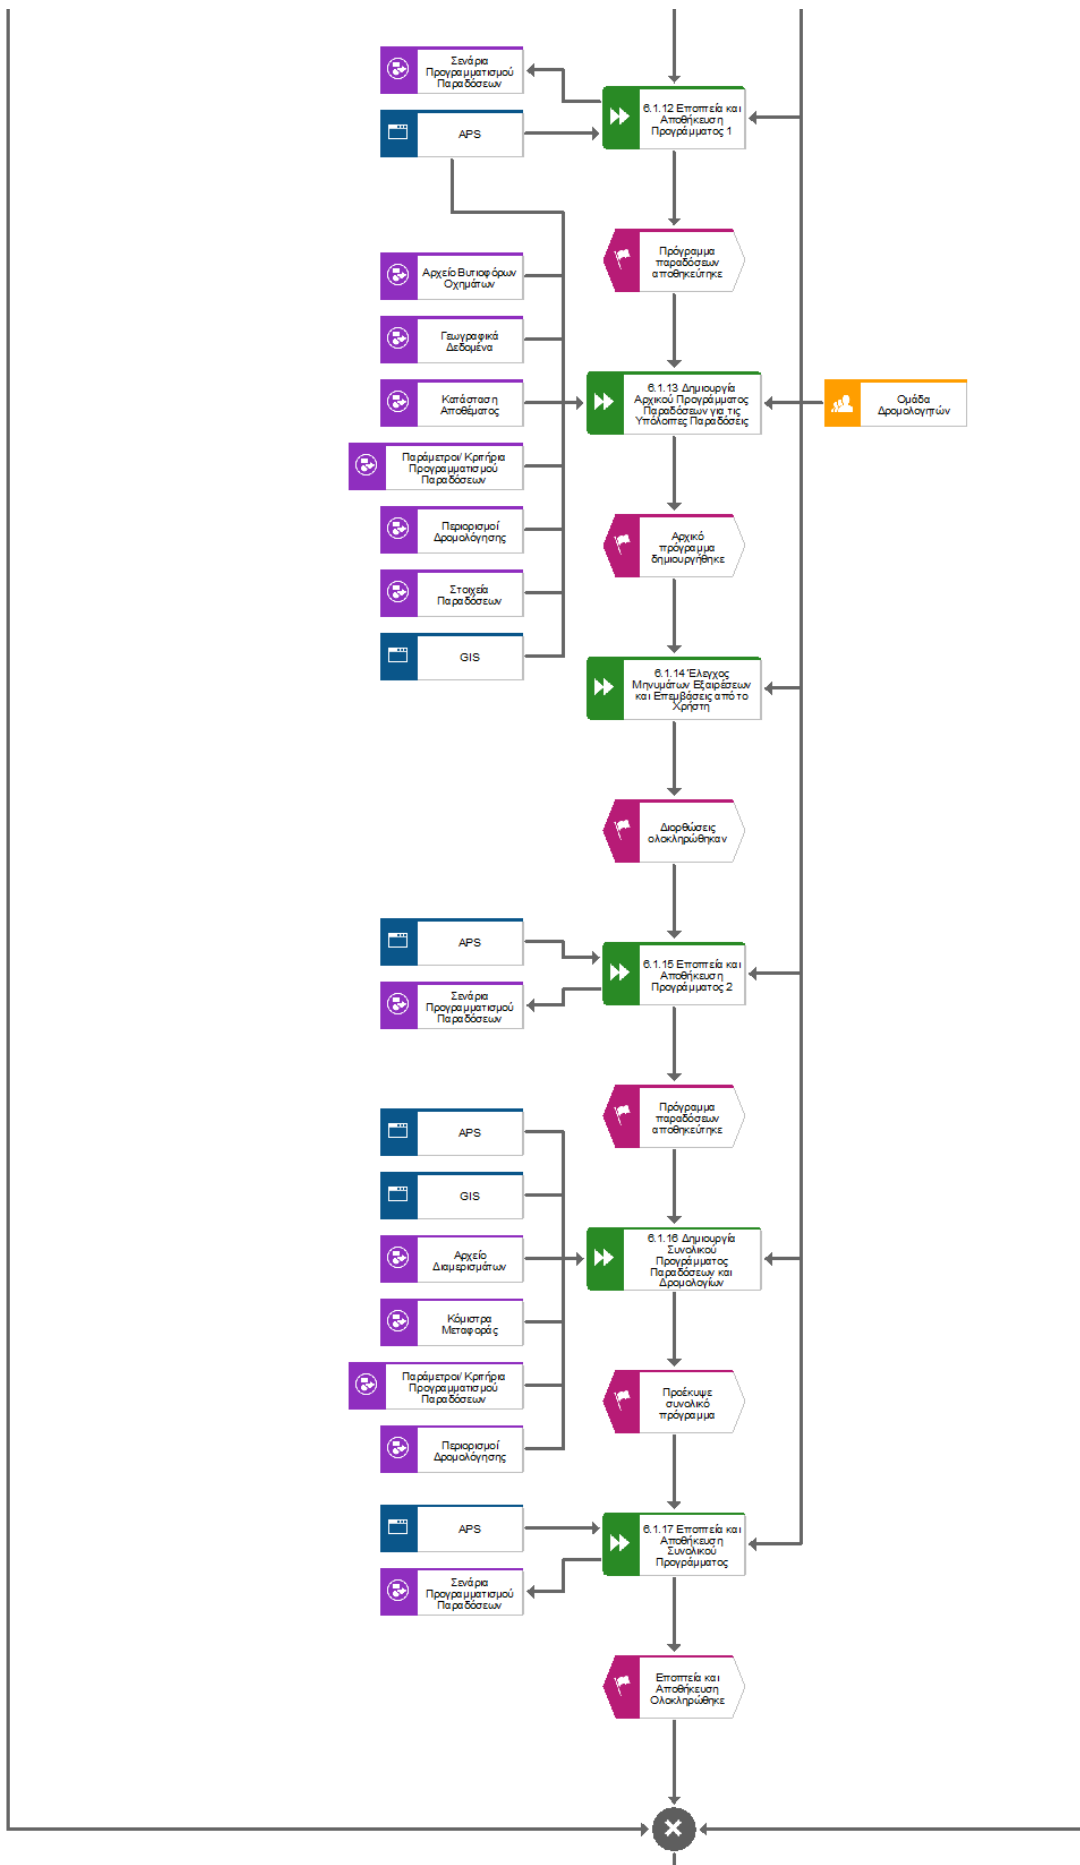 Σενάρια
Προγραμματισμού
Παραδόσεων
6.1.12 Εποπτεία και
Αποθήκευση
Προγράμματος 1
APS
Πρόγραμμα
παραδόσεων
αποθηκεύτηκε
Αρχείο Βυτιοφόρων
Οχημάτων
Γεωγραφικά
Δεδομένα
6.1.13 Δημιουργία
Αρχικού Προγράμματος
Παραδόσεων για τις
Υπόλοιπες Παραδόσεις
Κατάσταση
Αποθέματος
Ομάδα
Δρομολογητών
Παράμετροι/ Κριτήρια
Προγραμματισμού
Παραδόσεων
Περιορισμοί
Δρομολόγησης
Αρχικό
πρόγραμμα
δημιουργήθηκε
Στοιχεία
Παραδόσεων
GIS
6.1.14 Έλεγχος
Μηνυμάτων Εξαιρέσεων
και Επεμβάσεις από το
Χρήστη
Διορθώσεις
ολοκληρώθηκαν
APS
6.1.15 Εποπτεία και
Αποθήκευση
Προγράμματος 2
Σενάρια
Προγραμματισμού
Παραδόσεων
Πρόγραμμα
παραδόσεων
αποθηκεύτηκε
APS
GIS
6.1.16 Δημιουργία
Συνολικού
Προγράμματος
Παραδόσεων και
Δρομολογίων
Αρχείο
Διαμερισμάτων
Κόμιστρα
Μεταφοράς
Παράμετροι/ Κριτήρια
Προγραμματισμού
Παραδόσεων
Προέκυψε
συνολικό
πρόγραμμα
Περιορισμοί
Δρομολόγησης
APS
6.1.17 Εποπτεία και
Αποθήκευση
Συνολικού
Προγράμματος
Σενάρια
Προγραμματισμού
Παραδόσεων
Εποπτεία και
Αποθήκευση
Ολοκληρώθηκε